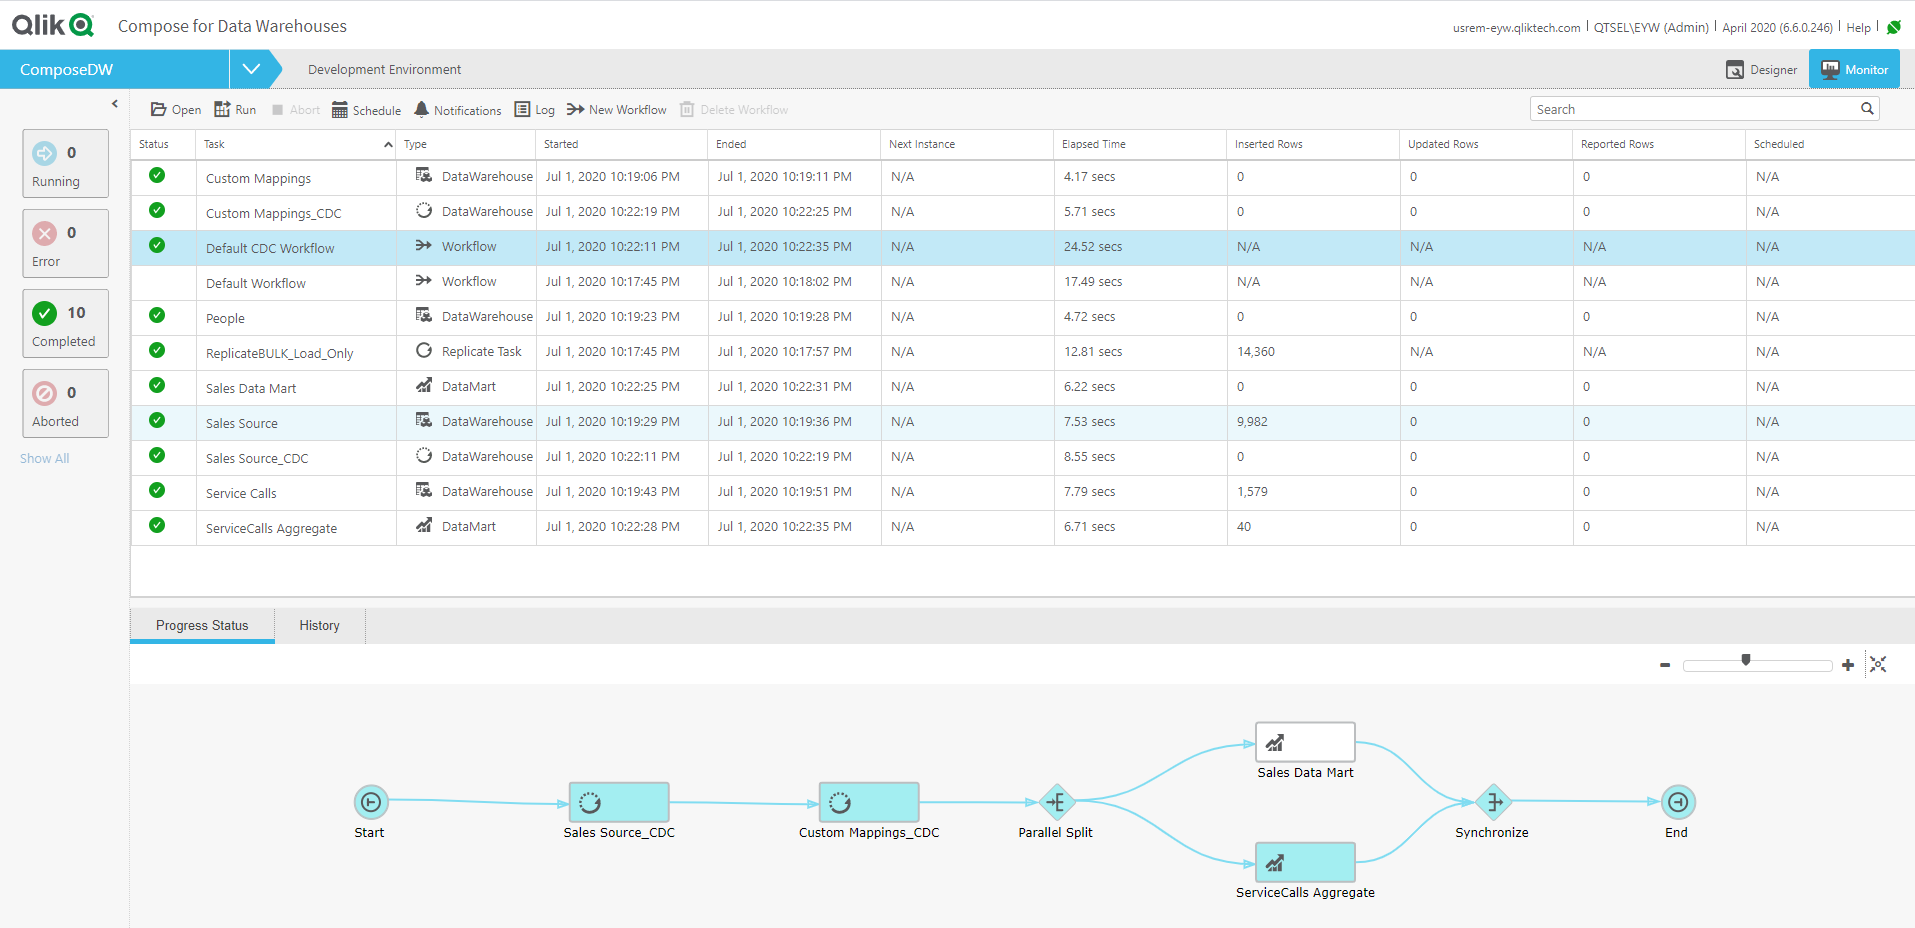 Qlik Q Compose for Data Warehouses
usrem-eyw.qliktech.com | QTSEL\EYW (Admin) | April 2020 (6.6.0.246) | Help |
ComposeDW Development Environment Designer Monitor
Open Run Abort Schedule Notifications Log New Workflow Delete Workflow Search
0
Running
0
Error
10
Completed
0
Aborted
Show All
Status Task Type Started Ended Next Instance Elapsed Time Inserted Rows Updated Rows Reported Rows Scheduled
Custom Mappings DataWarehouse Jul 1, 2020 10:19:06 PM Jul 1, 2020 10:19:11 PM N/A 4.17 secs 0 0 0 N/A
Custom Mappings_CDC DataWarehouse Jul 1, 2020 10:22:19 PM Jul 1, 2020 10:22:25 PM N/A 5.71 secs 0 0 0 N/A
Default CDC Workflow Workflow Jul 1, 2020 10:22:11 PM Jul 1, 2020 10:22:35 PM N/A 24.52 secs N/A N/A N/A N/A
Default Workflow Workflow Jul 1, 2020 10:17:45 PM Jul 1, 2020 10:18:02 PM N/A 17.49 secs N/A N/A N/A N/A
People DataWarehouse Jul 1, 2020 10:19:23 PM Jul 1, 2020 10:19:28 PM N/A 4.72 secs 0 0 0 N/A
ReplicateBULK_Load_Only Replicate Task Jul 1, 2020 10:17:45 PM Jul 1, 2020 10:17:57 PM N/A 12.81 secs 14,360 N/A N/A N/A
Sales Data Mart DataMart Jul 1, 2020 10:22:25 PM Jul 1, 2020 10:22:31 PM N/A 6.22 secs 0 0 0 N/A
Sales Source DataWarehouse Jul 1, 2020 10:19:29 PM Jul 1, 2020 10:19:36 PM N/A 7.53 secs 9,982 0 0 N/A
Sales Source_CDC DataWarehouse Jul 1, 2020 10:22:11 PM Jul 1, 2020 10:22:19 PM N/A 8.55 secs 0 0 0 N/A
Service Calls DataWarehouse Jul 1, 2020 10:19:43 PM Jul 1, 2020 10:19:51 PM N/A 7.79 secs 1,579 0 0 N/A
ServiceCalls Aggregate DataMart Jul 1, 2020 10:22:28 PM Jul 1, 2020 10:22:35 PM N/A 6.71 secs 40 0 0 N/A
Progress Status History
Sales Data Mart
Start Sales Source_CDC Custom Mappings_CDC Parallel Split Synchronize End
ServiceCalls Aggregate